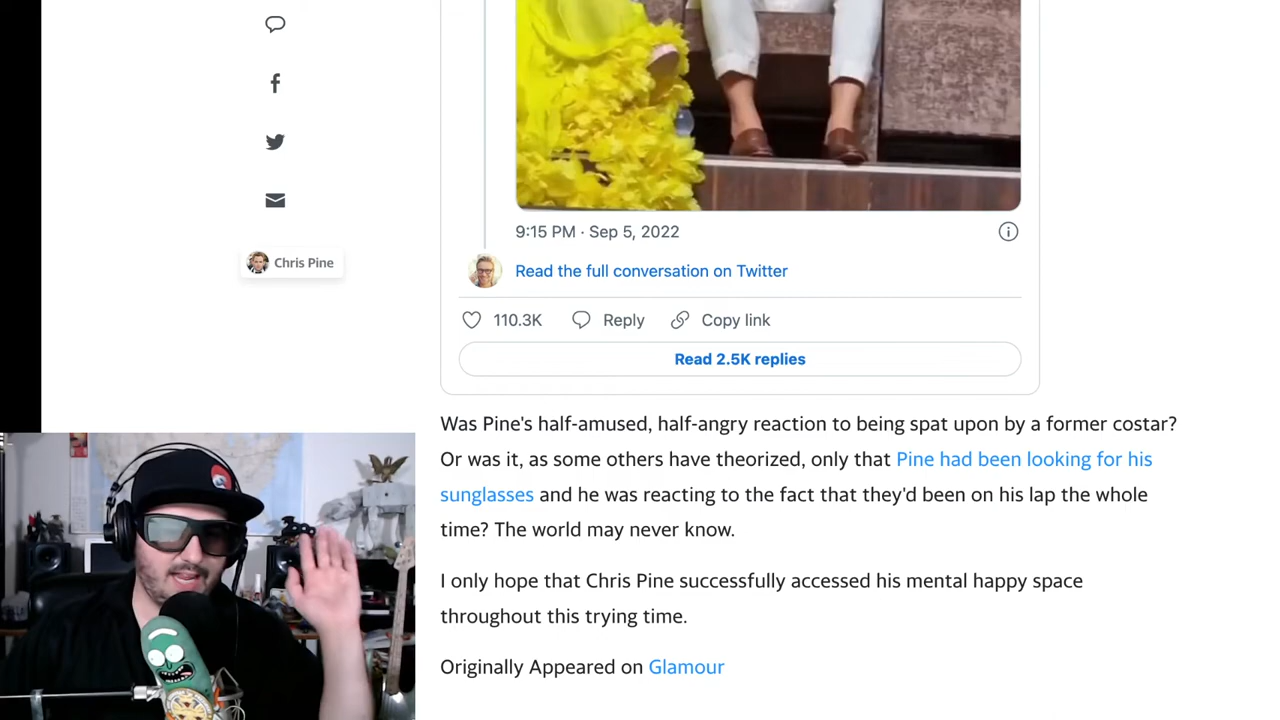 Chris Pine
9:15 PM · Sep 5, 2022
Read the full conversation on Twitter
110.3K Reply Copy link
Read 2.5K replies
Was Pine's half-amused, half-angry reaction to being spat upon by a former costar?
Or was it, as some others have theorized, only that Pine had been looking for his
sunglasses and he was reacting to the fact that they'd been on his lap the whole
time? The world may never know.
I only hope that Chris Pine successfully accessed his mental happy space
throughout this trying time.
Originally Appeared on Glamour